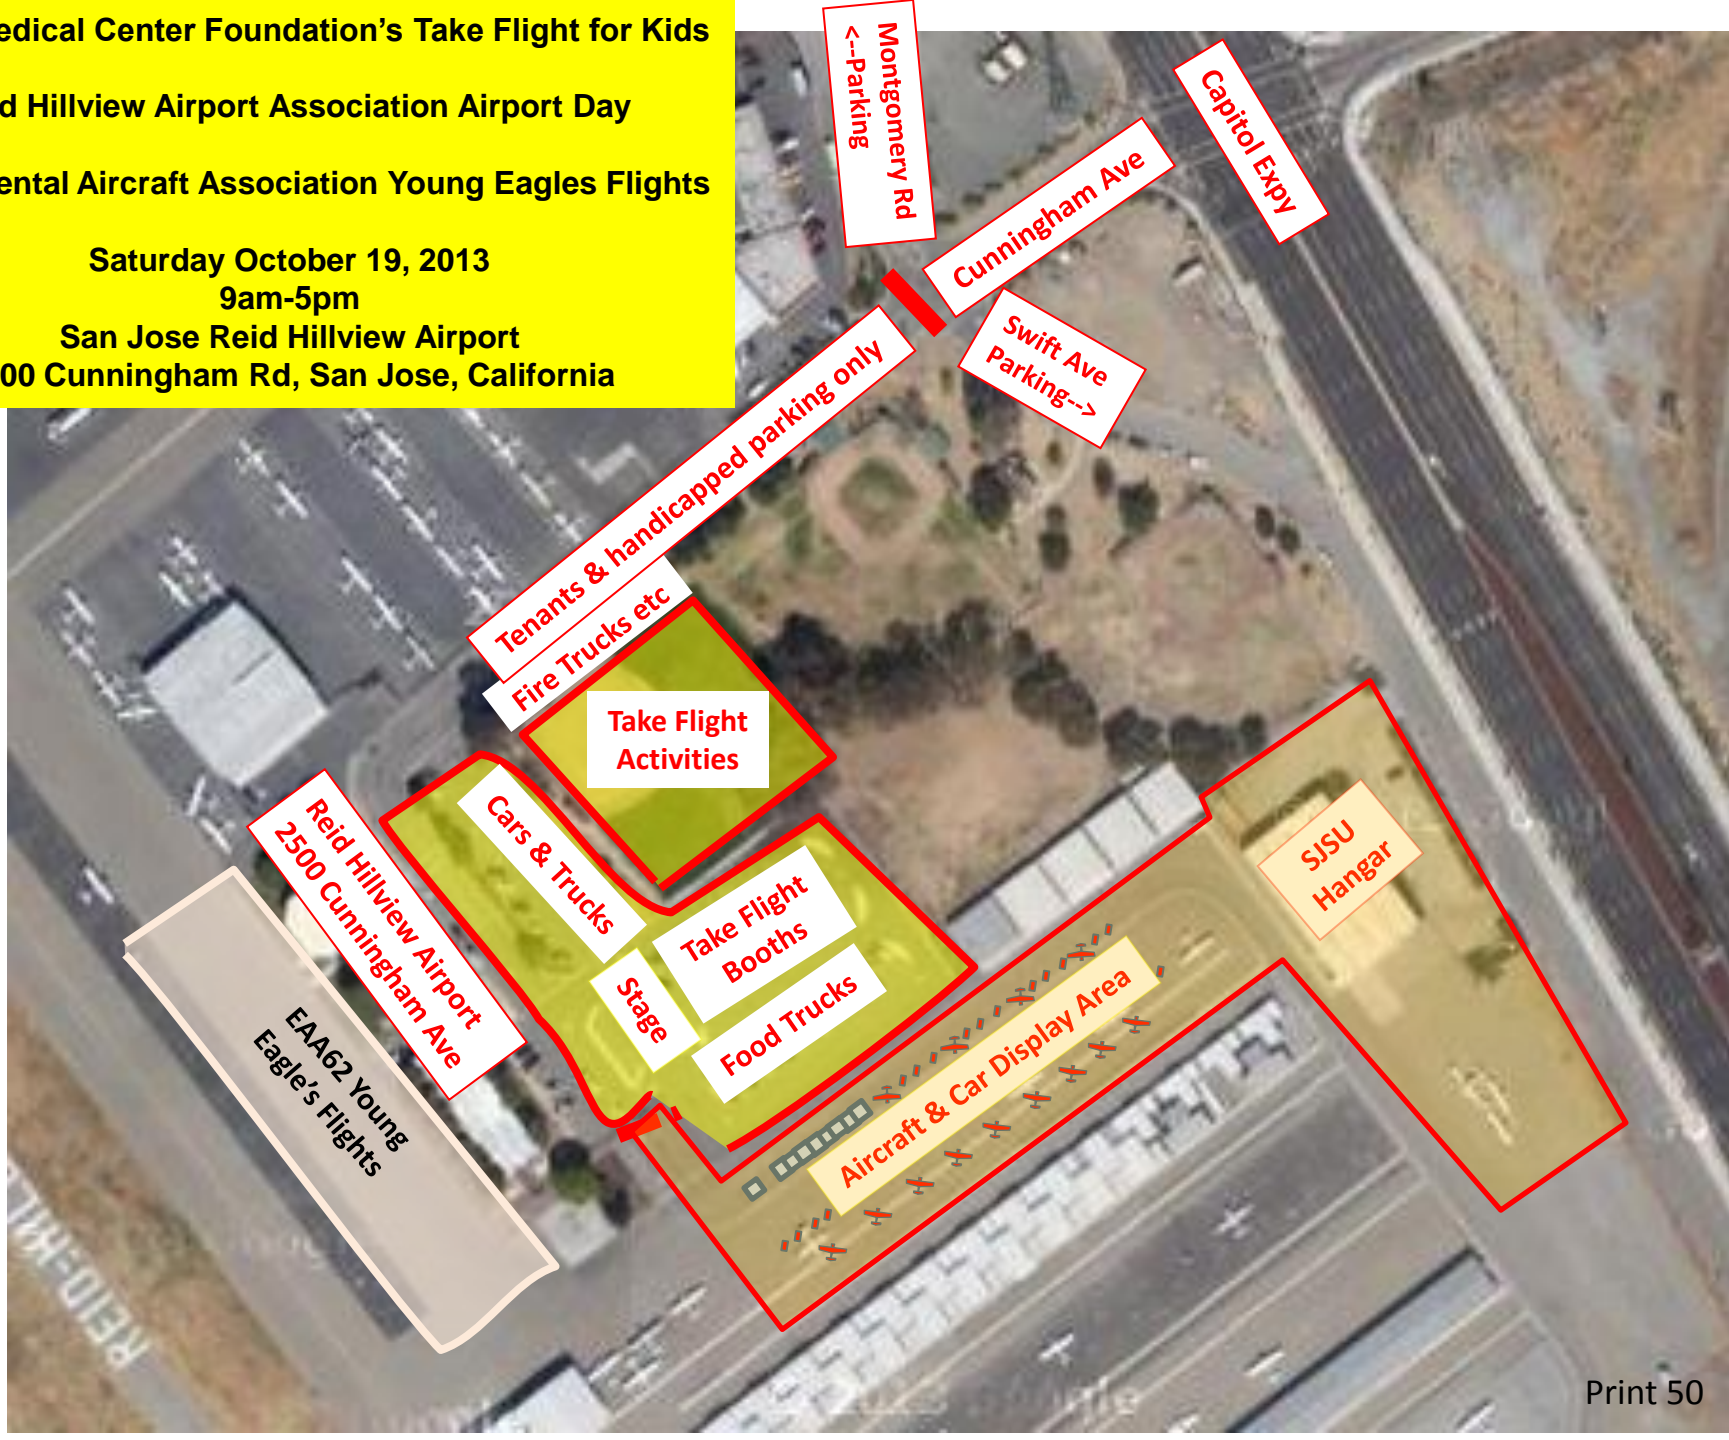 edical Center Foundation’s Take Flight for Kids
d Hillview Airport Association Airport Day
ental Aircraft Association Young Eagles Flights
Saturday October 19, 2013
9am-5pm
San Jose Reid Hillview Airport
00 Cunningham Rd, San Jose, California
Montgomery Rd
<--Parking
Capitol Expy
Cunningham Ave
Swift Ave
Parking-->
Tenants & handicapped parking only
Fire Trucks etc
Take Flight
Activities
Cars & Trucks
Reid Hillview Airport
2500 Cunningham Ave
Take Flight
Booths
Stage
Food Trucks
SJSU
Hangar
Aircraft & Car Display Area
EAA62 Young
Eagle’s Flights
Print 50